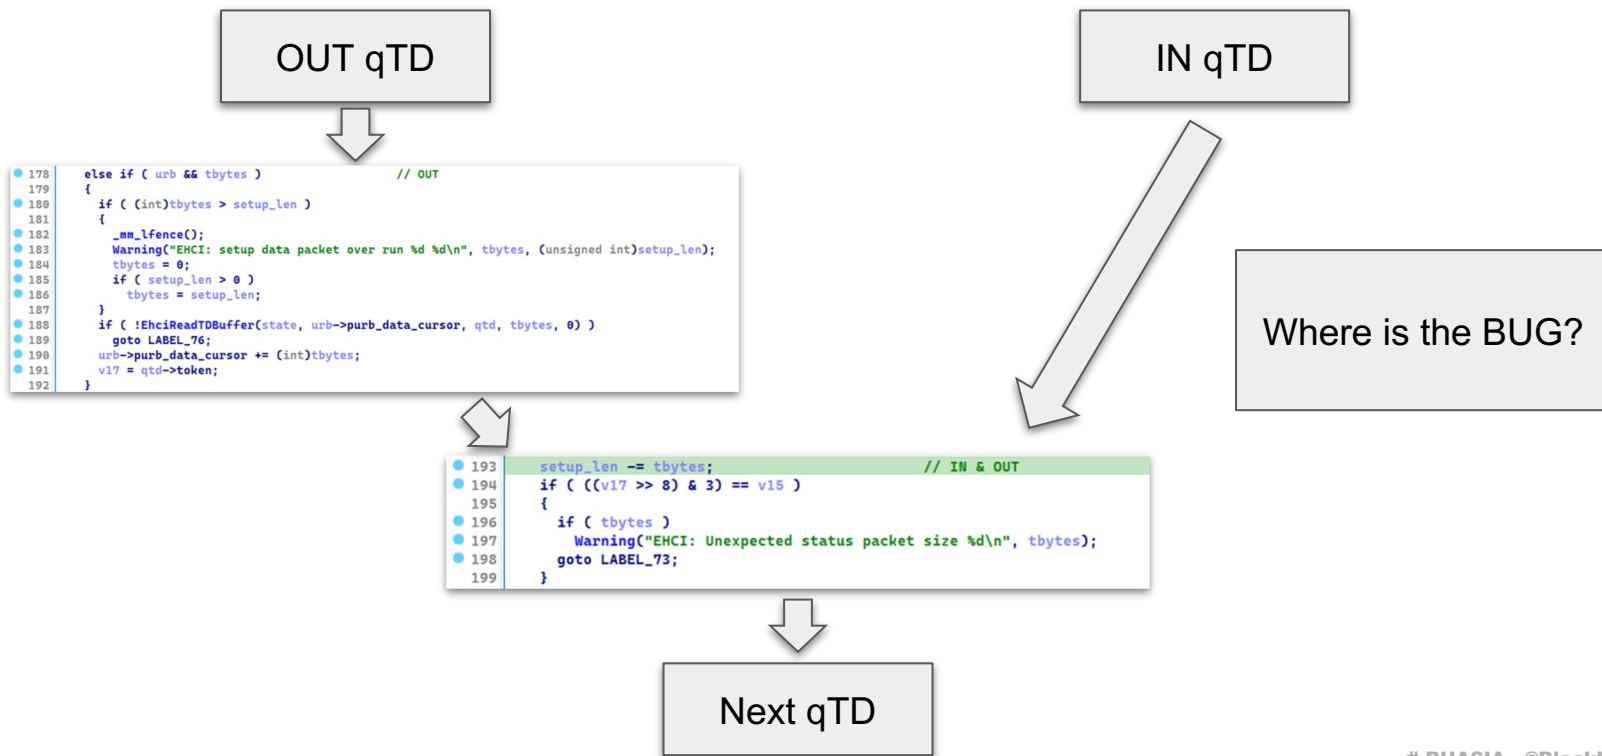 OUT qTD
IN qTD
178 else if ( urb && tbytes ) // OUT
179 {
180 if ( (int)tbytes > setup_len )
181 {
182 _mm_lfence();
183 Warning("EHCI: setup data packet over run %d %d\n", tbytes, (unsigned int)setup_len);
184 tbytes = 0;
185 if ( setup_len > 0 )
186 tbytes = setup_len;
187 }
188 if ( !EhciReadTDBuffer(state, urb->purb_data_cursor, qtd, tbytes, 0) )
189 goto LABEL_76;
190 urb->purb_data_cursor += (int)tbytes;
191 v17 = qtd->token;
192 }
Where is the BUG?
193 setup_len -= tbytes; // IN & OUT
194 if ( ((v17 >> 8) & 3) == v15 )
195 {
196 if ( tbytes )
197 Warning("EHCI: Unexpected status packet size %d\n", tbytes);
198 goto LABEL_73;
199 }
Next qTD